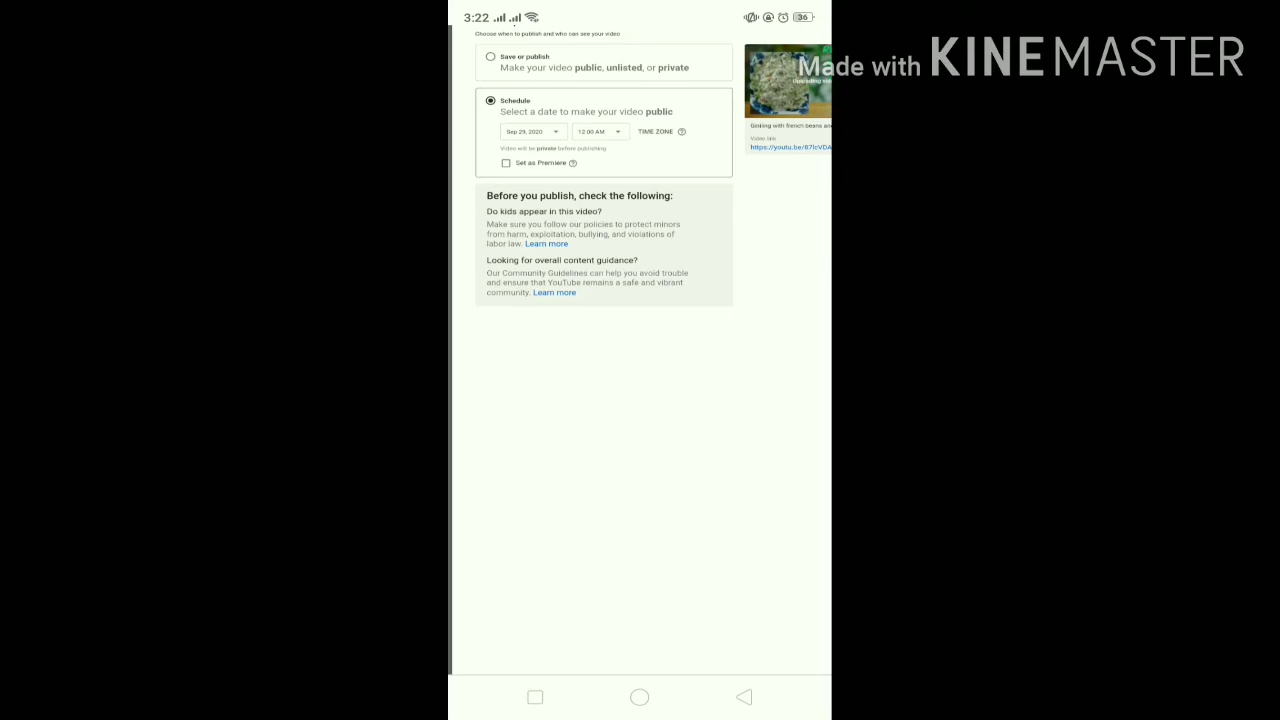 3:22
36
Made with KINEMASTER
Choose when to publish and who can see your video
Save or publish
Make your video public, unlisted, or private
Schedule
Select a date to make your video public
Sep 29, 2020
12:00 AM
TIME ZONE
Video will be private before publishing
Set as Premiere
Before you publish, check the following:
Do kids appear in this video?
Make sure you follow our policies to protect minors
from harm, exploitation, bullying, and violations of
labor law. Learn more
Looking for overall content guidance?
Our Community Guidelines can help you avoid trouble
and ensure that YouTube remains a safe and vibrant
community. Learn more
Uploading
Giniling with french beans
Video link